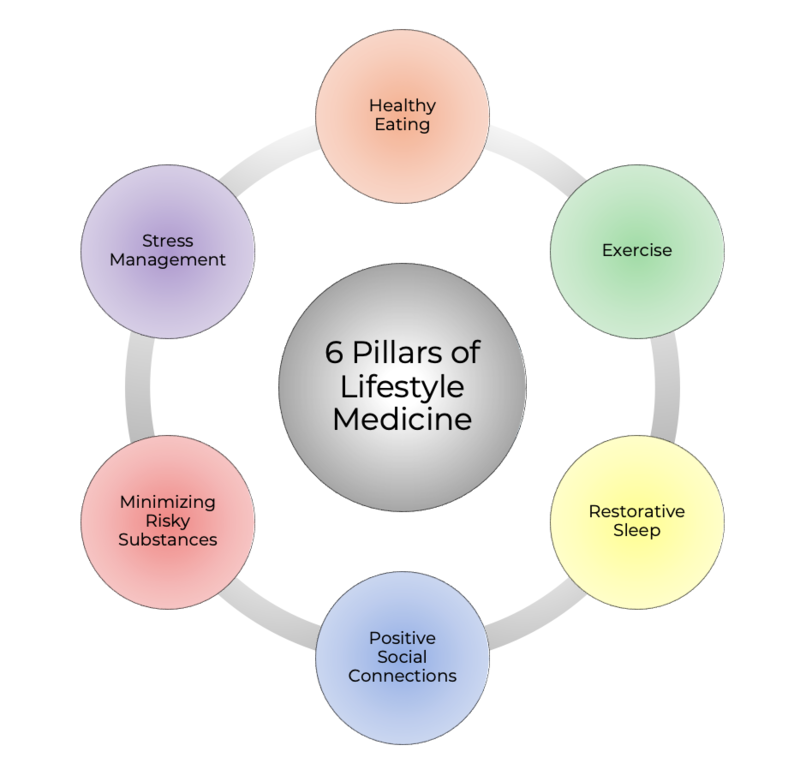 Healthy
Eating
Stress
Management
Exercise
6 Pillars of
Lifestyle
Medicine
Minimizing
Risky
Substances
Restorative
Sleep
Positive
Social
Connections